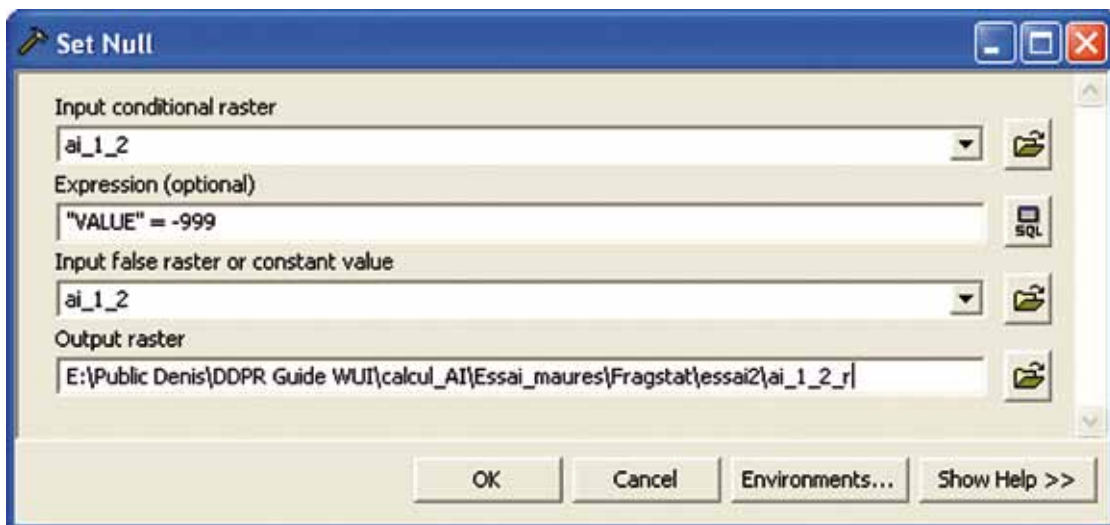 Set Null
Input conditional raster
ai_1_2
Expression (optional)
"VALUE" = -999
SQL
Input false raster or constant value
ai_1_2
Output raster
E:\Public Denis\DDPR Guide WUI\calcul_AI\Essai_maures\Fragstat\essai2\ai_1_2_r
OK
Cancel
Environments...
Show Help >>